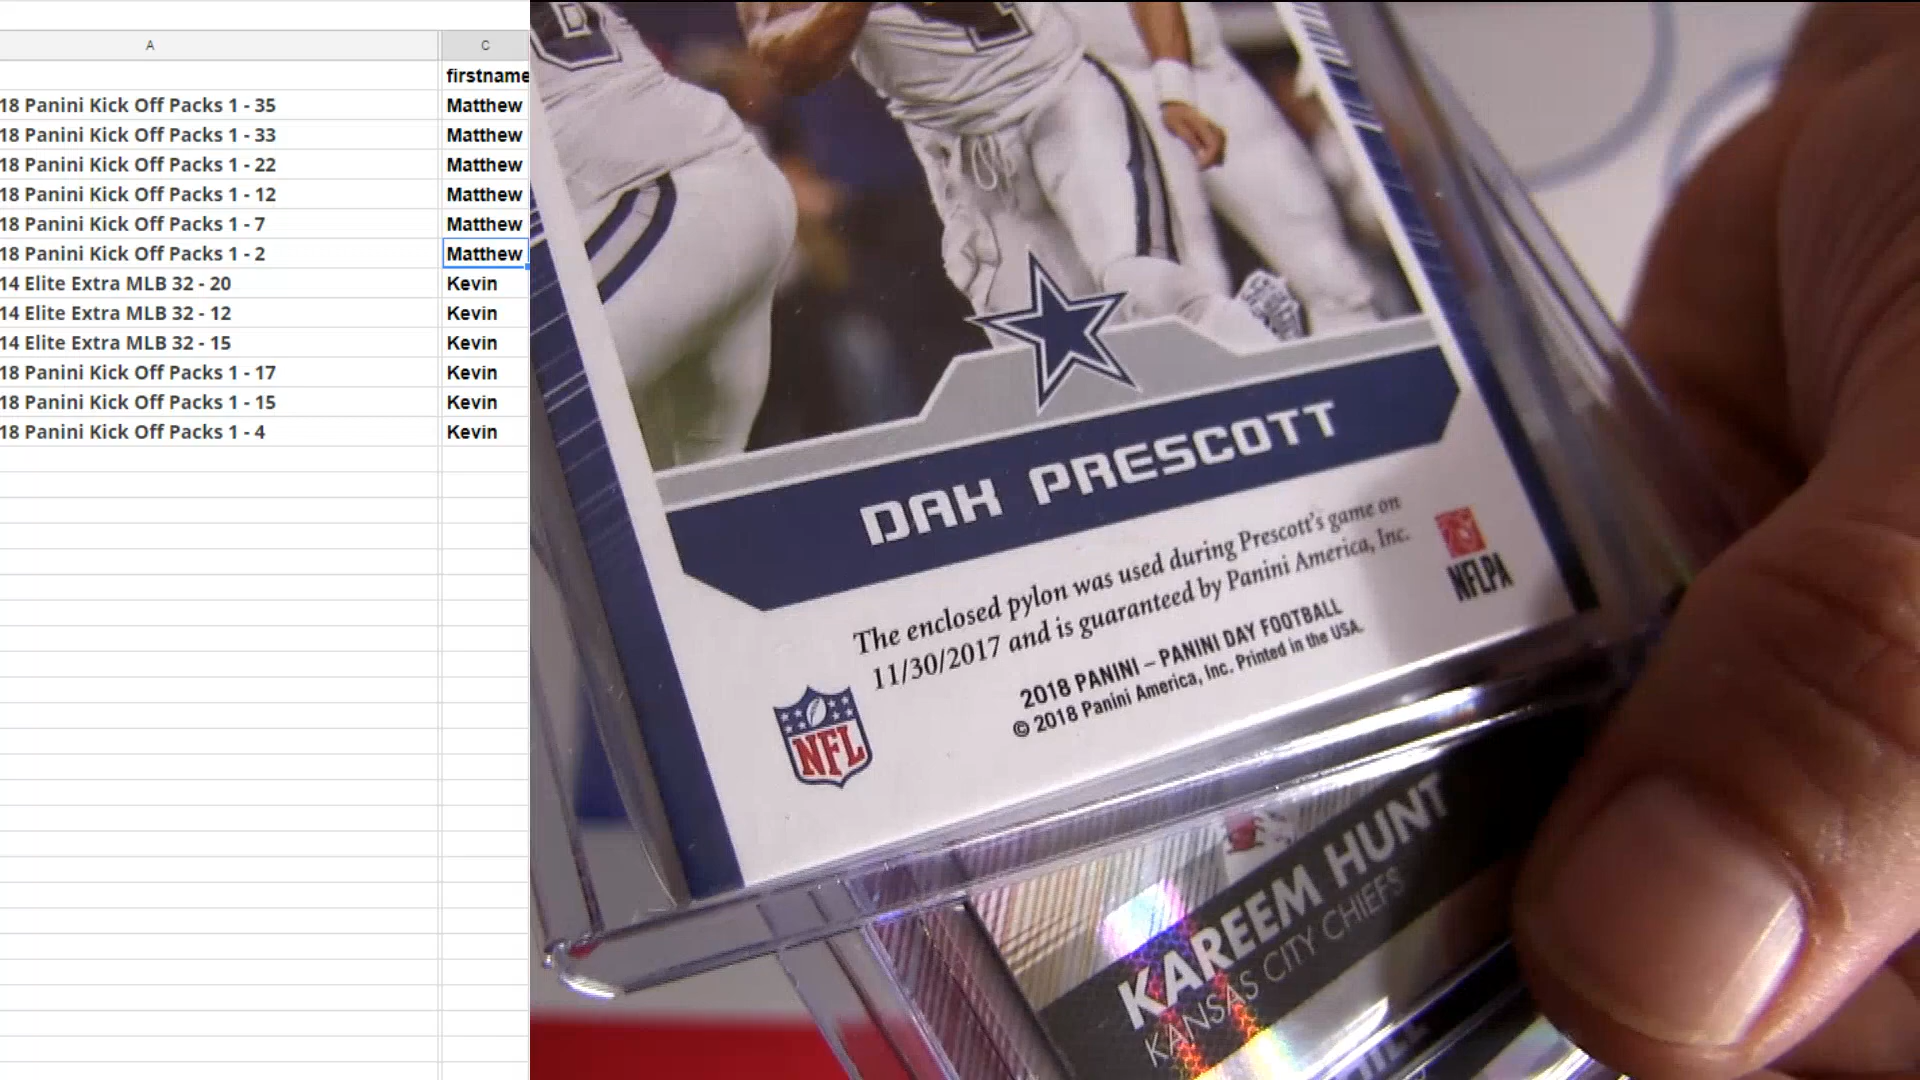 A
C
firstname
18 Panini Kick Off Packs 1 - 35
Matthew
18 Panini Kick Off Packs 1 - 33
Matthew
18 Panini Kick Off Packs 1 - 22
Matthew
18 Panini Kick Off Packs 1 - 12
Matthew
18 Panini Kick Off Packs 1 - 7
Matthew
18 Panini Kick Off Packs 1 - 2
Matthew
14 Elite Extra MLB 32 - 20
Kevin
14 Elite Extra MLB 32 - 12
Kevin
14 Elite Extra MLB 32 - 15
Kevin
18 Panini Kick Off Packs 1 - 17
Kevin
18 Panini Kick Off Packs 1 - 15
Kevin
18 Panini Kick Off Packs 1 - 4
Kevin
DAK PRESCOTT
The enclosed pylon was used during Prescott's game on
11/30/2017 and is guaranteed by Panini America, Inc.
2018 PANINI – PANINI DAY FOOTBALL
© 2018 Panini America, Inc. Printed in the USA.
NFLPA
NFL
KAREEM HUNT
KANSAS CITY CHIEFS